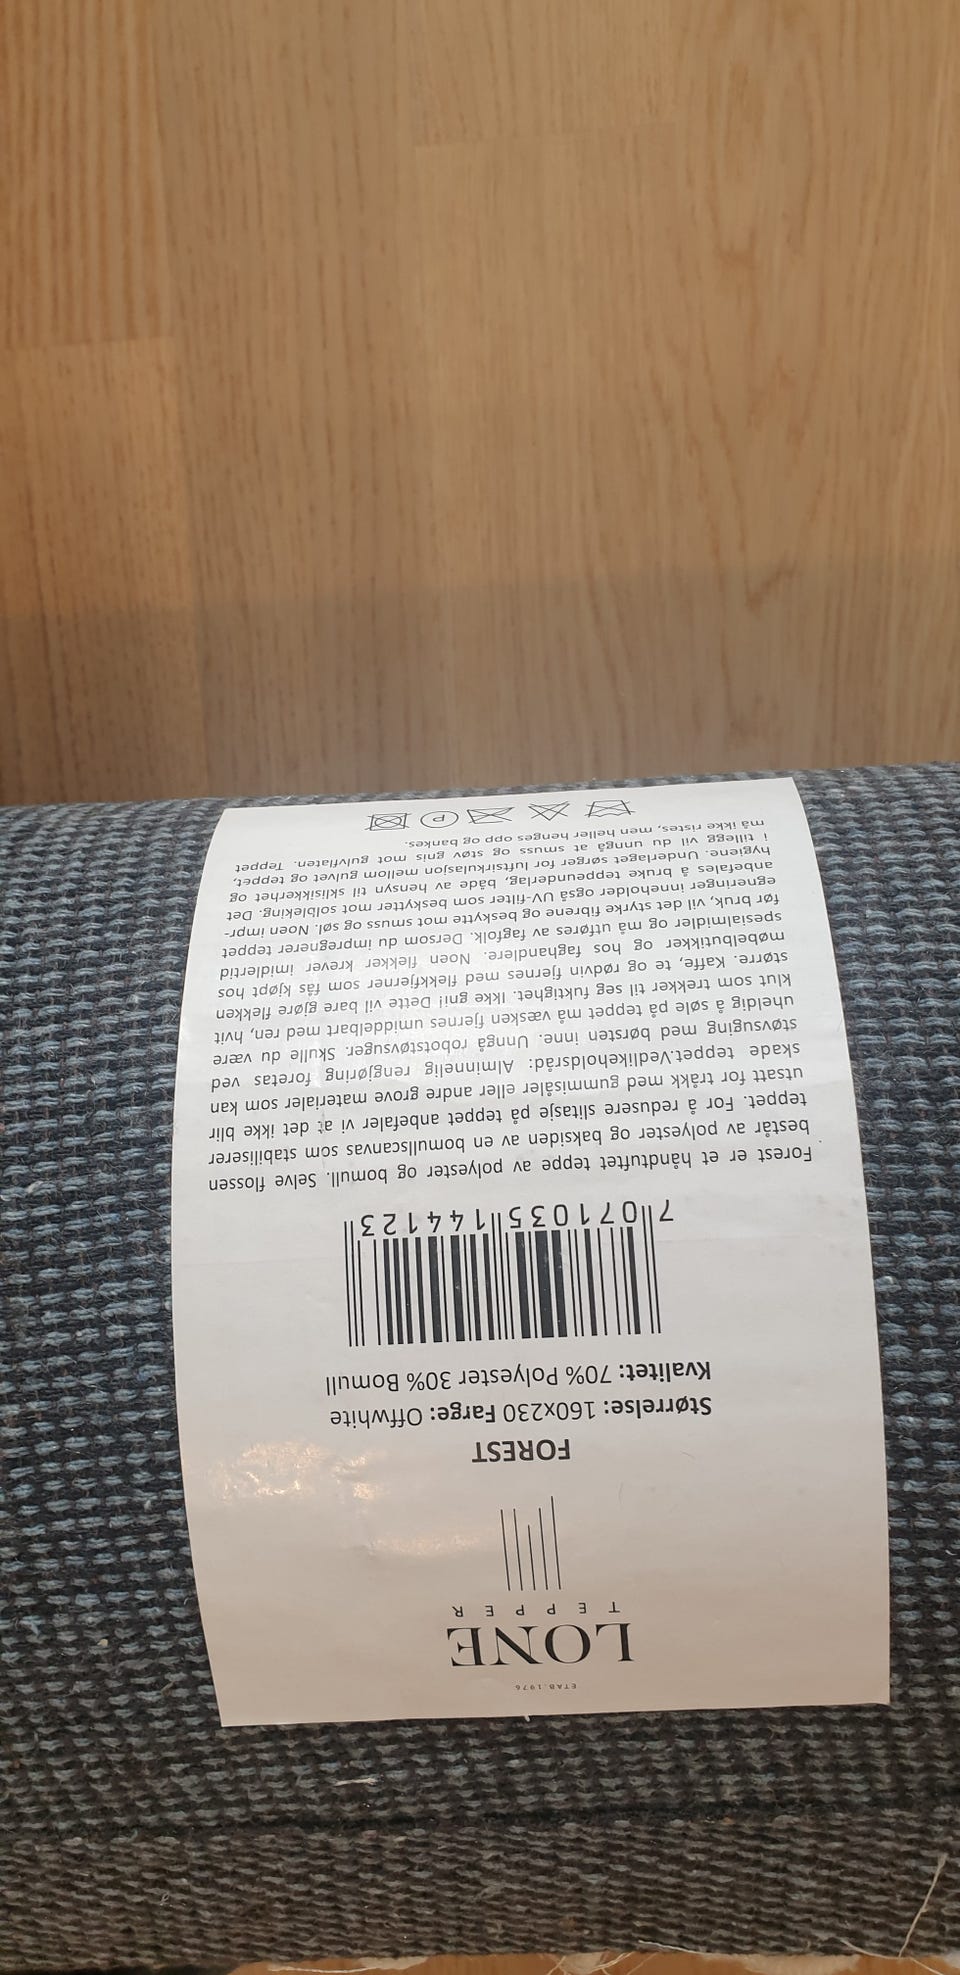 ETAB.1976
LONE
TEPPER
FOREST
Størrelse: 160x230 Farge: Offwhite
Kvalitet: 70% Polyester 30% Bomull
7 071035 144123
Forest er et håndtuftet teppe av polyester og bomull. Selve flossen
består av polyester og baksiden av en bomullscanvas som stabiliserer
teppet. For å redusere slitasje på teppet anbefaler vi at det ikke blir
utsatt for tråkk med gummisåler eller andre grove materialer som kan
skade teppet.Vedlikeholdsråd: Alminnelig rengjøring foretas ved
støvsuging med børsten inne. Unngå robotstøvsuger. Skulle du være
uheldig å søle på teppet må væsken fjernes umiddelbart med ren, hvit
klut som trekker til seg fuktighet. Ikke gni! Dette vil bare gjøre flekken
større. Kaffe, te og rødvin fjernes med flekkfjerner som fås kjøpt hos
møbelbutikker og hos faghandlere. Noen flekker krever imidlertid
spesialmidler og må utføres av fagfolk. Dersom du impregnerer teppet
før bruk, vil det styrke fibrene og beskytte mot smuss og søl. Noen impr-
egneringer inneholder også UV-filter som beskytter mot solbleking. Det
anbefales å bruke teppeunderlag, både av hensyn til sklisikkerhet og
hygiene. Underlaget sørger for luftsirkulasjon mellom gulvet og teppet,
i tillegg vil du unngå at smuss og støv gnis mot gulvflaten. Teppet
må ikke ristes, men heller henges opp og bankes.
P